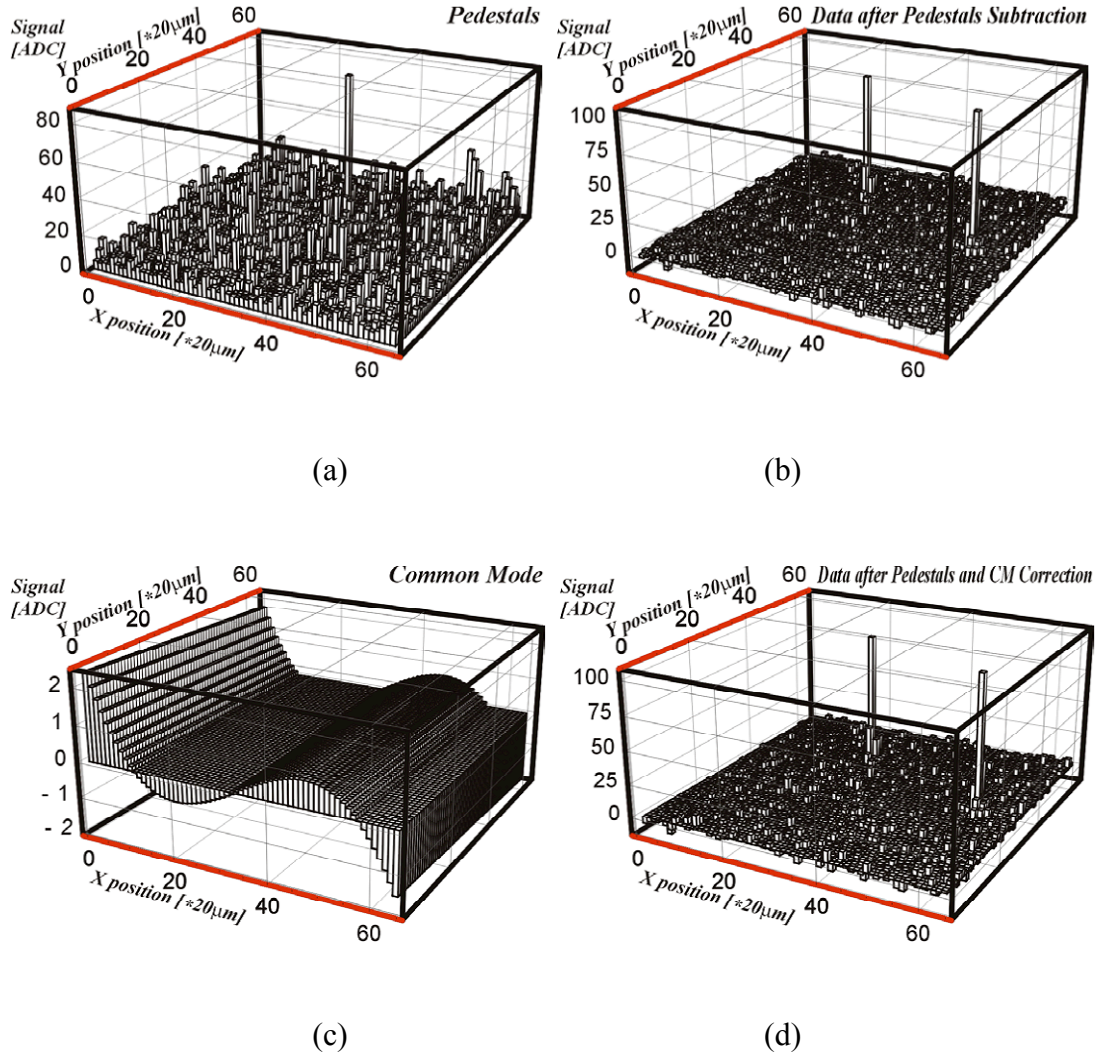 Pedestals
Signal
[ADC]
Y position [*20μm]
0
20
40
60
80
60
40
20
0
0
20
40
60
X position [*20μm]
(a)
Data after Pedestals Subtraction
Signal
[ADC]
Y position [*20μm]
0
20
40
60
100
75
50
25
0
0
20
40
60
X position [*20μm]
(b)
Common Mode
Signal
[ADC]
Y position [*20μm]
0
20
40
60
2
1
0
- 1
- 2
0
20
40
60
X position [*20μm]
(c)
Data after Pedestals and CM Correction
Signal
[ADC]
Y position [*20μm]
0
20
40
60
100
75
50
25
0
0
20
40
60
X position [*20μm]
(d)